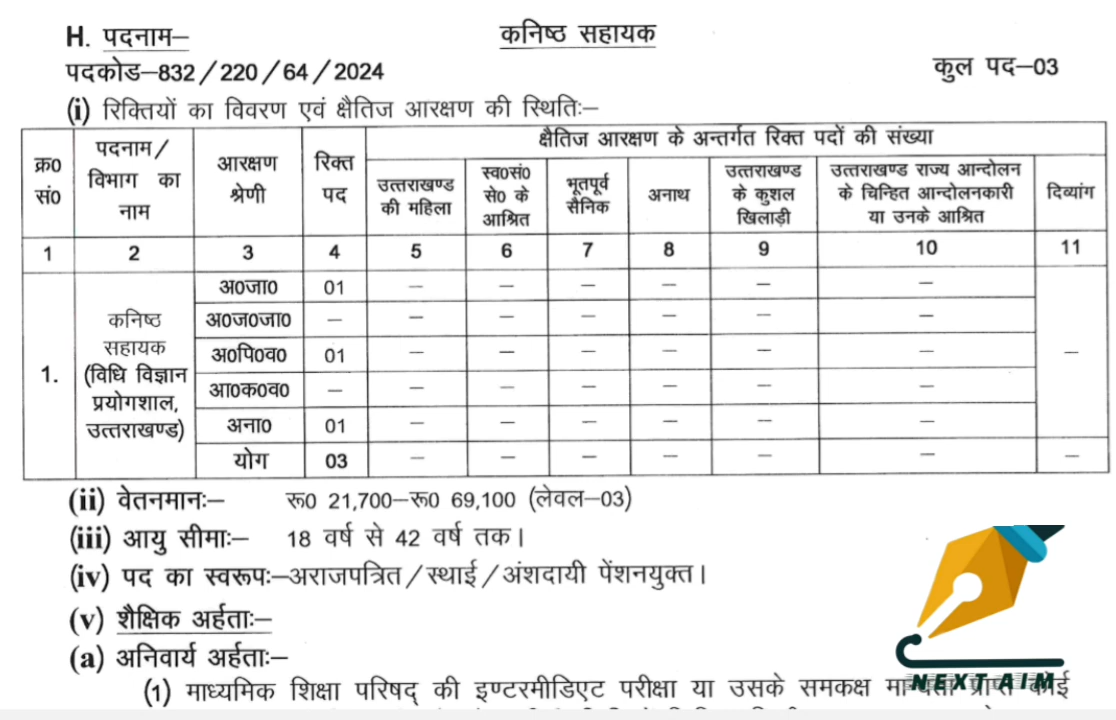 H. पदनाम– कनिष्ठ सहायक
पदकोड–832/220/64/2024 कुल पद–03
(i) रिक्तियों का विवरण एवं क्षैतिज आरक्षण की स्थितिः–
क्र0 सं0 पदनाम/ विभाग का नाम आरक्षण श्रेणी रिक्त पद क्षैतिज आरक्षण के अन्तर्गत रिक्त पदों की संख्या
उत्तराखण्ड की महिला स्व0सं0 से0 के आश्रित भूतपूर्व सैनिक अनाथ उत्तराखण्ड के कुशल खिलाड़ी उत्तराखण्ड राज्य आन्दोलन के चिन्हित आन्दोलनकारी या उनके आश्रित दिव्यांग
1 2 3 4 5 6 7 8 9 10 11
1. कनिष्ठ सहायक (विधि विज्ञान प्रयोगशाल, उत्तराखण्ड)
अ0जा0 01 – – – – – – –
अ0ज0जा0 – – – – – – –
अ0पि0व0 01 – – – – – –
आ0क0व0 – – – – – – –
अना0 01 – – – – – –
योग 03 – – – – – – –
(ii) वेतनमानः– रू0 21,700–रू0 69,100 (लेवल–03)
(iii) आयु सीमाः– 18 वर्ष से 42 वर्ष तक।
(iv) पद का स्वरूपः–अराजपत्रित/स्थाई/अंशदायी पेंशनयुक्त।
(v) शैक्षिक अर्हताः–
(a) अनिवार्य अर्हताः–
(1) माध्यमिक शिक्षा परिषद् की इण्टरमीडिएट परीक्षा या उसके समकक्ष
NEXT AIM